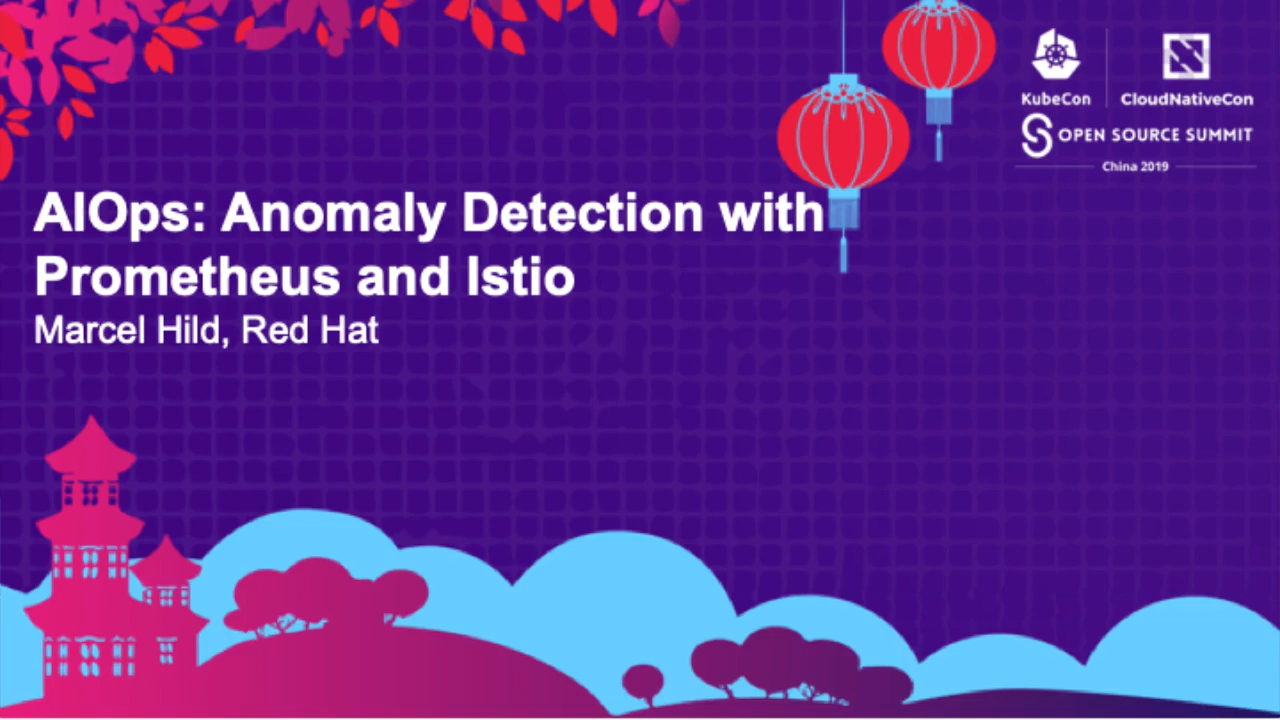 KubeCon CloudNativeCon
OPEN SOURCE SUMMIT
China 2019
AIOps: Anomaly Detection with
Prometheus and Istio
Marcel Hild, Red Hat